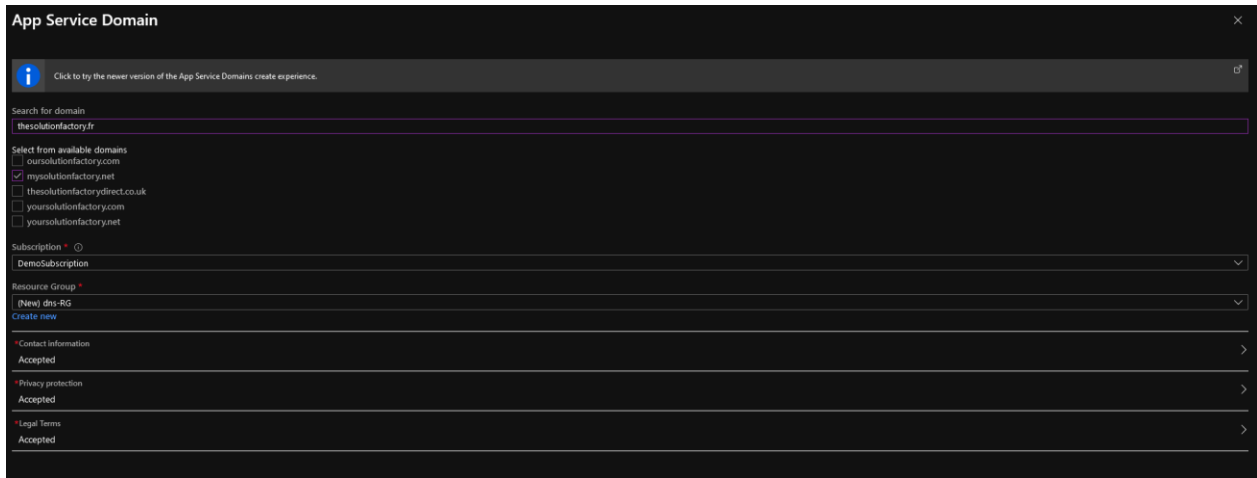 App Service Domain
Click to try the newer version of the App Service Domains create experience.
Search for domain
thesolutionfactory.fr
Select from available domains
oursolutionfactory.com
mysolutionfactory.net
thesolutionfactorydirect.co.uk
yoursolutionfactory.com
yoursolutionfactory.net
Subscription *
DemoSubscription
Resource Group *
(New) dns-RG
Create new
*Contact information
Accepted
*Privacy protection
Accepted
*Legal Terms
Accepted